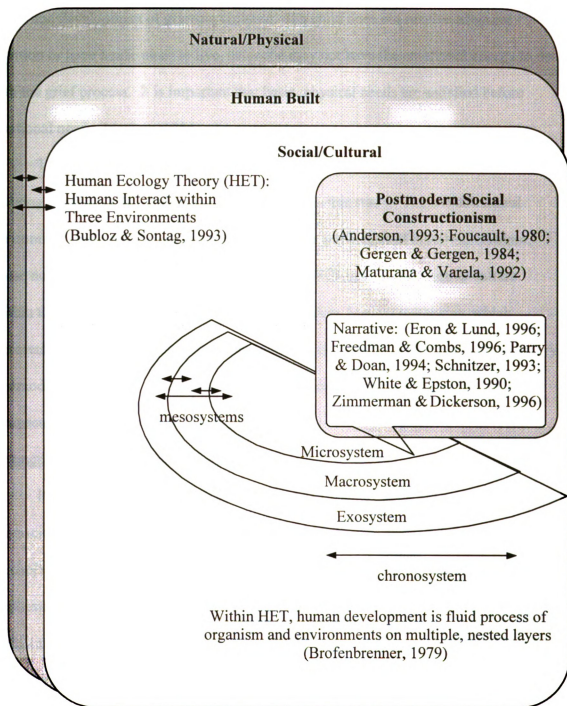 Natural/Physical
Human Built
Social/Cultural
Human Ecology Theory (HET):
Humans Interact within
Three Environments
(Bubloz & Sontag, 1993)
Postmodern Social
Constructionism
(Anderson, 1993; Foucault, 1980;
Gergen & Gergen, 1984;
Maturana & Varela, 1992)
Narrative: (Eron & Lund, 1996;
Freedman & Combs, 1996; Parry
& Doan, 1994; Schnitzer, 1993;
White & Epston, 1990;
Zimmerman & Dickerson, 1996)
mesosystems
Microsystem
Macrosystem
Exosystem
chronosystem
Within HET, human development is fluid process of
organism and environments on multiple, nested layers
(Brofenbrenner, 1979)